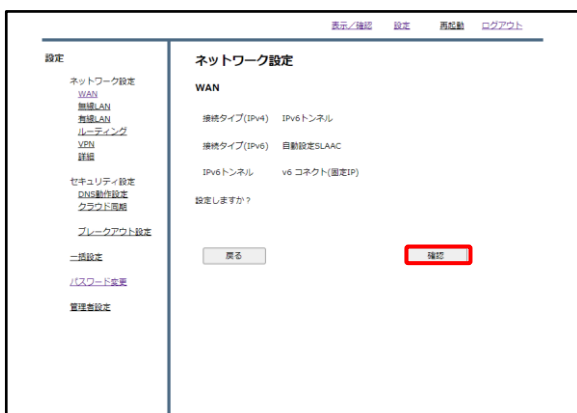 表示／確認 設定 再起動 ログアウト
設定
ネットワーク設定
WAN
無線LAN
有線LAN
ルーティング
VPN
詳細
セキュリティ設定
DNS動作設定
クラウド同期
ブレークアウト設定
一括設定
パスワード変更
管理者設定
ネットワーク設定
WAN
接続タイプ(IPv4) IPv6トンネル
接続タイプ(IPv6) 自動設定SLAAC
IPv6トンネル v6 コネクト(固定IP)
設定しますか？
戻る 確認